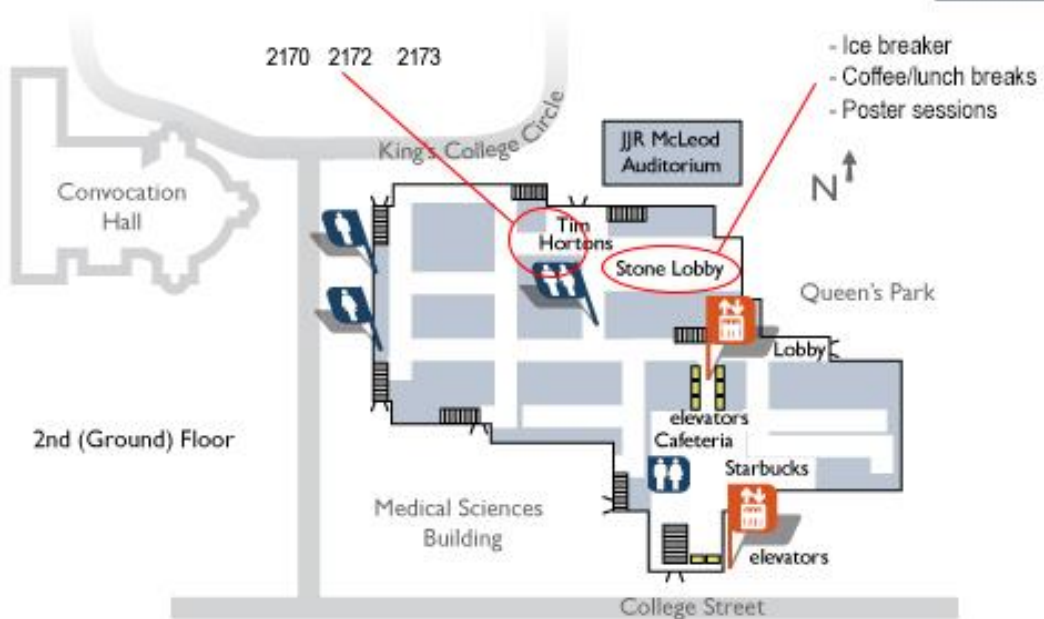 2170 2172 2173
- Ice breaker
- Coffee/lunch breaks
- Poster sessions
King's College Circle
JJR McLeod
Auditorium
N
Convocation
Hall
Tim
Hortons
Stone Lobby
Queen's Park
Lobby
elevators
Cafeteria
2nd (Ground) Floor
Starbucks
Medical Sciences
Building
elevators
College Street